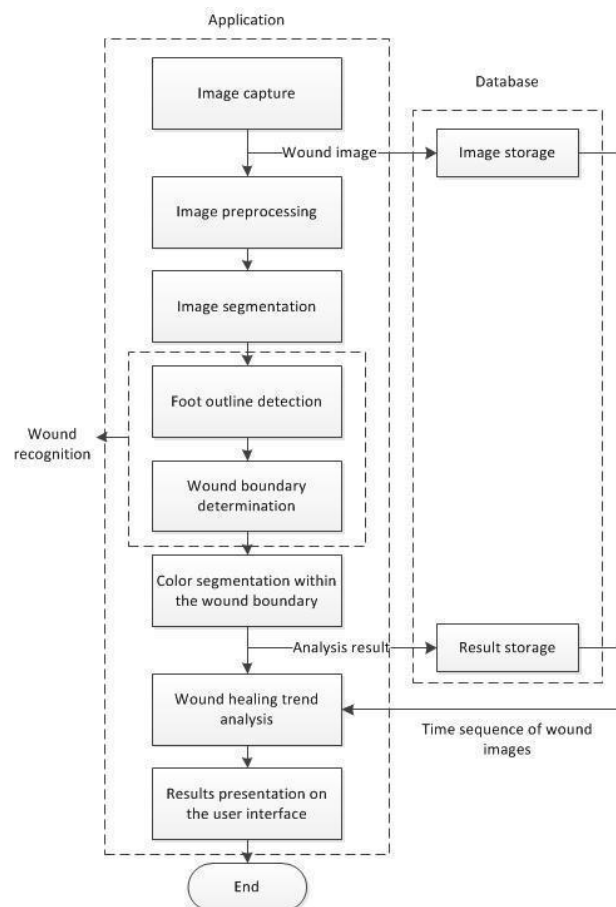 Application
Image capture
Database
Wound image
Image storage
Image preprocessing
Image segmentation
Foot outline detection
Wound
recognition
Wound boundary
determination
Color segmentation within
the wound boundary
Analysis result
Result storage
Wound healing trend
analysis
Time sequence of wound
images
Results presentation on
the user interface
End